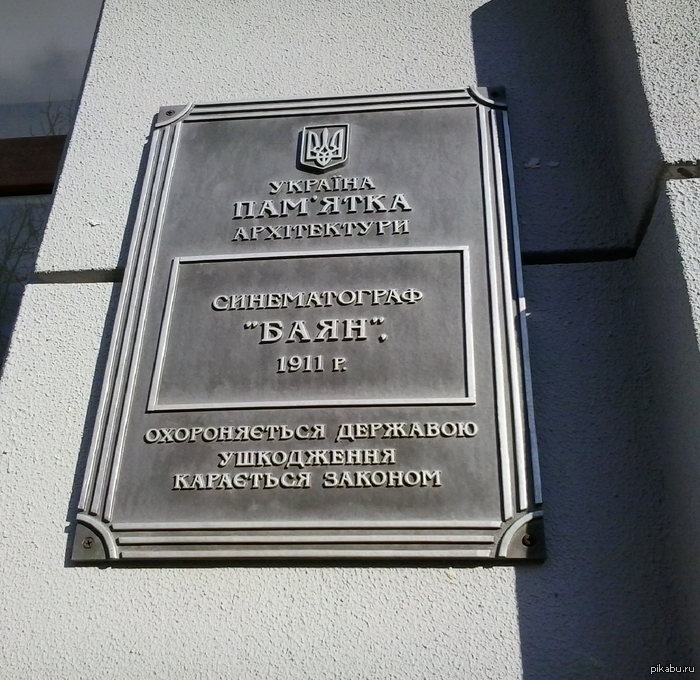 УКРАЇНА
ПАМ'ЯТКА
АРХІТЕКТУРИ
СИНЕМАТОГРАФ
"БАЯН".
1911 Р.
ОХОРОНЯЄТЬСЯ ДЕРЖАВОЮ
УШКОДЖЕННЯ
КАРАЄТЬСЯ ЗАКОНОМ
pikabu.ru